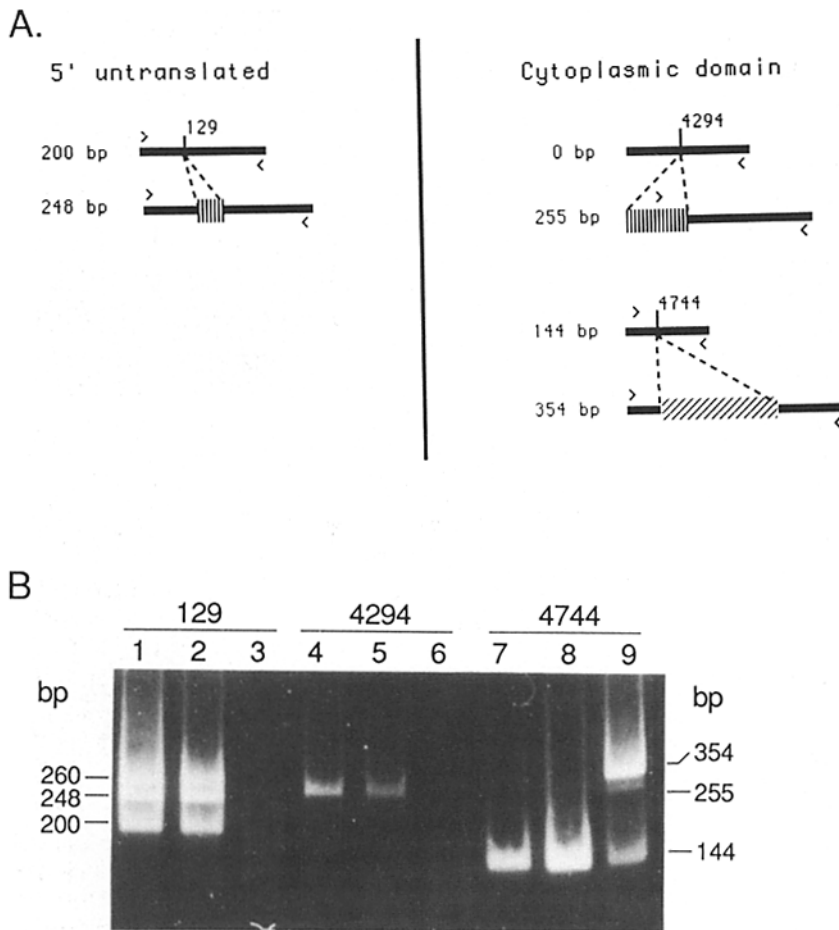 A.
5' untranslated
129
200 bp
248 bp
Cytoplasmic domain
4294
0 bp
255 bp
4744
144 bp
354 bp
B
129 4294 4744
1 2 3 4 5 6 7 8 9
bp bp
260
248
200
354
255
144